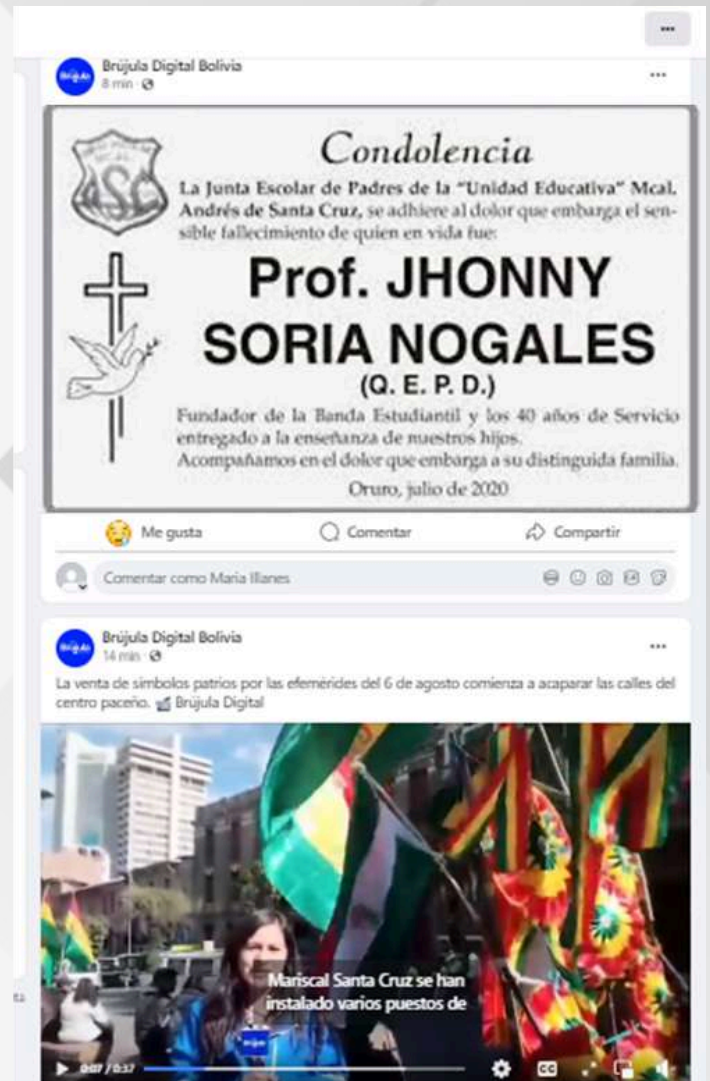 Brújula Digital Bolivia
8 min
Condolencia
La Junta Escolar de Padres de la "Unidad Educativa" Mcal.
Andrés de Santa Cruz, se adhiere al dolor que embarga el sen-
sible fallecimiento de quien en vida fue:
Prof. JHONNY
SORIA NOGALES
(Q. E. P. D.)
Fundador de la Banda Estudiantil y los 40 años de Servicio
entregado a la enseñanza de nuestros hijos.
Acompañamos en el dolor que embarga a su distinguida familia.
Oruro, julio de 2020
Me gusta
Comentar
Compartir
Comentar como Maria Illanes
Brújula Digital Bolivia
14 min
La venta de símbolos patrios por las efemérides del 6 de agosto comienza a acaparar las calles del
centro paceño. Brújula Digital
Mariscal Santa Cruz se han
instalado varios puestos de
0:07 / 0:37
CC